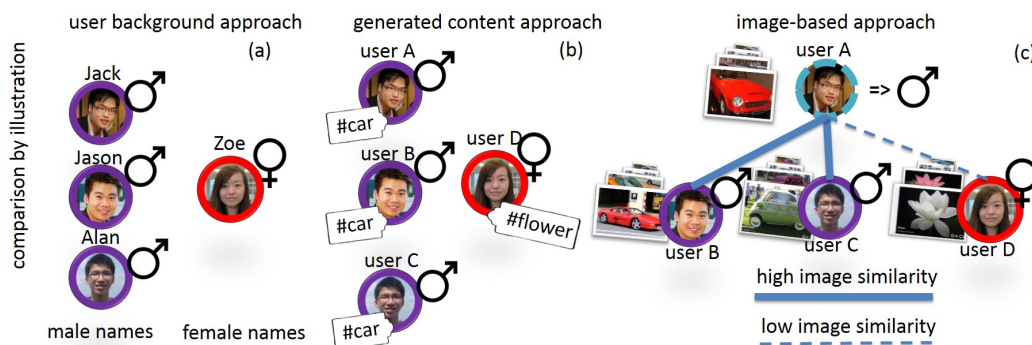 user background approach
generated content approach
image-based approach
comparison by illustration
(a)
Jack
Jason
Zoe
Alan
male names
female names
(b)
user A
#car
user B
#car
user D
#flower
user C
#car
(c)
user A
=>
user B
user C
user D
high image similarity
low image similarity